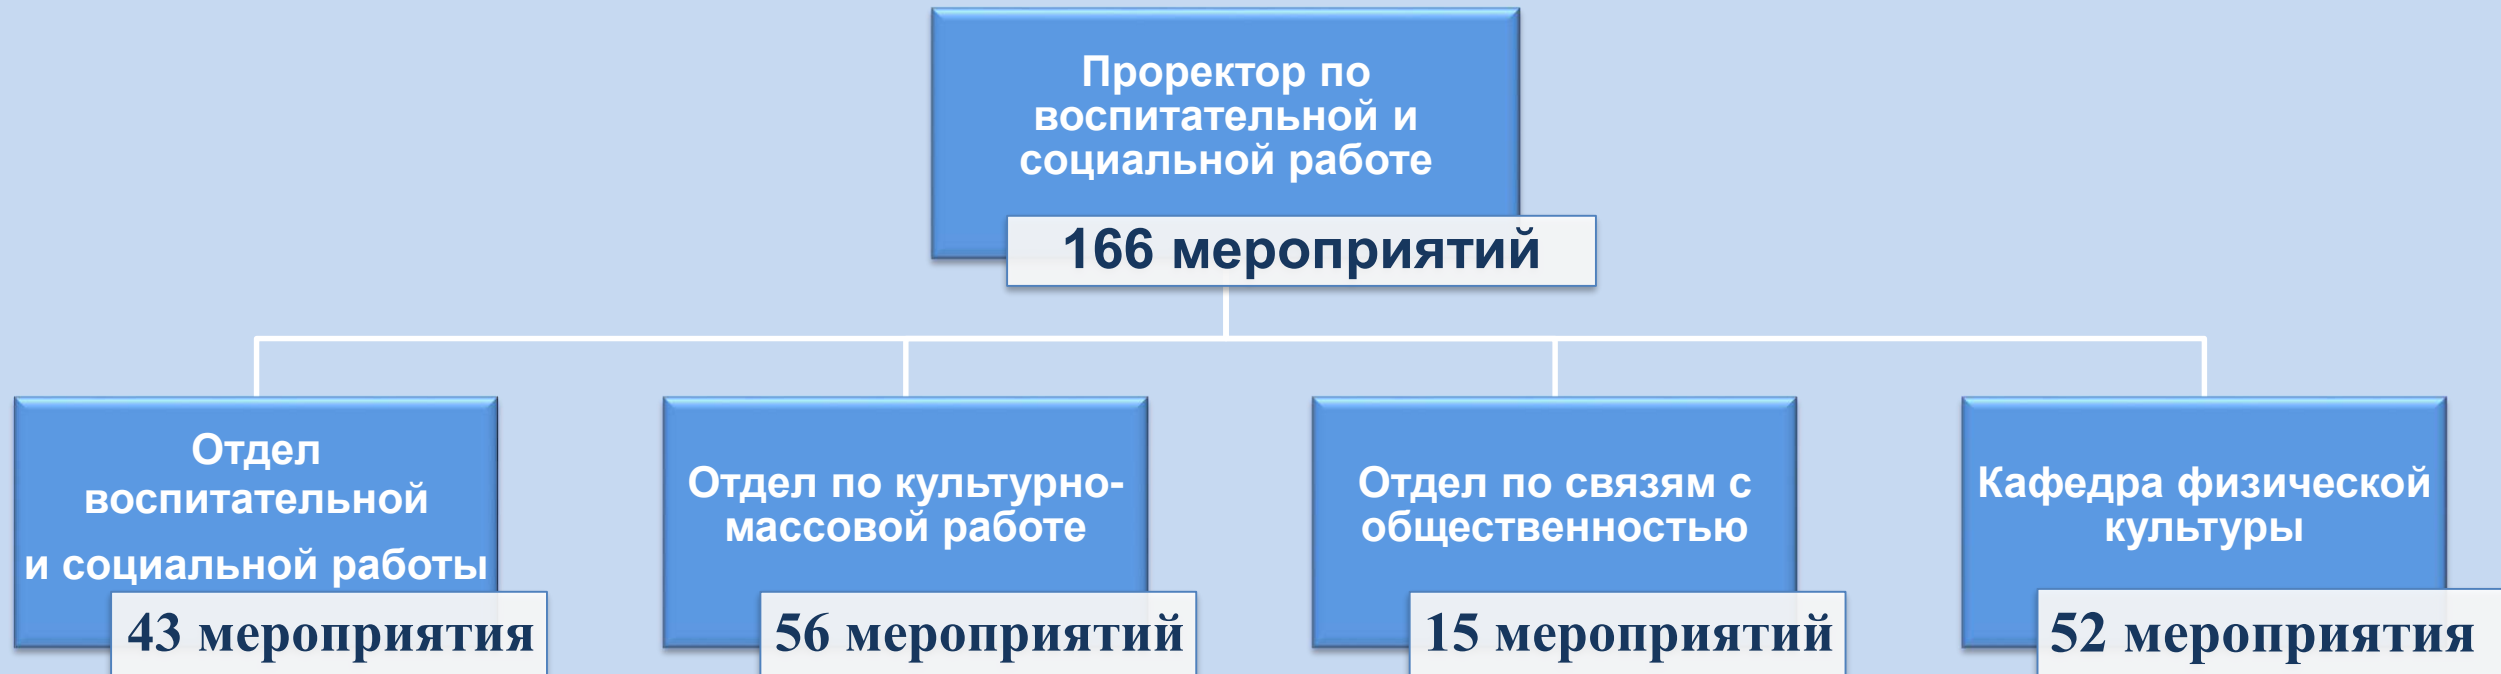 Проректор по
воспитательной и
социальной работе
166 мероприятий
Отдел
воспитательной
и социальной работы
43 мероприятия
Отдел по культурно-
массовой работе
56 мероприятий
Отдел по связям с
общественностью
15 мероприятий
Кафедра физической
культуры
52 мероприятия